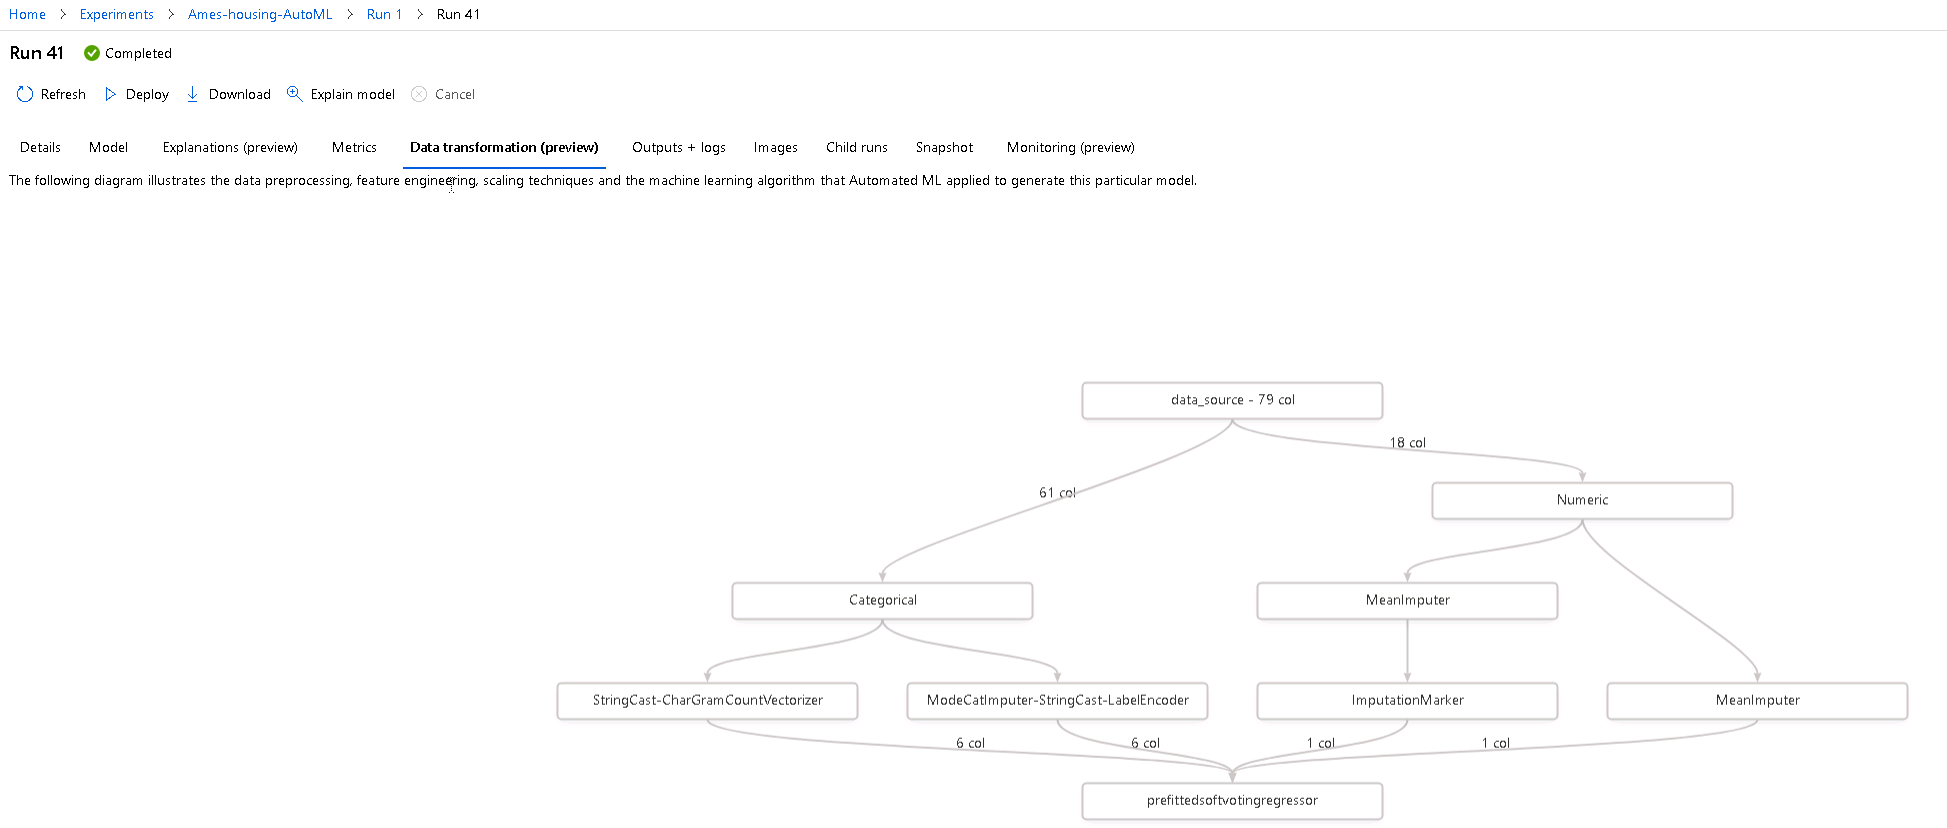 Home > Experiments > Ames-housing-AutoML > Run 1 > Run 41
Run 41 Completed
Refresh Deploy Download Explain model Cancel
Details Model Explanations (preview) Metrics Data transformation (preview) Outputs + logs Images Child runs Snapshot Monitoring (preview)
The following diagram illustrates the data preprocessing, feature engineering, scaling techniques and the machine learning algorithm that Automated ML applied to generate this particular model.
data_source - 79 col
18 col
61 col
Numeric
Categorical
MeanImputer
StringCast-CharGramCountVectorizer
ModeCatImputer-StringCast-LabelEncoder
ImputationMarker
MeanImputer
6 col
6 col
1 col
1 col
prefittedsoftvotingregressor